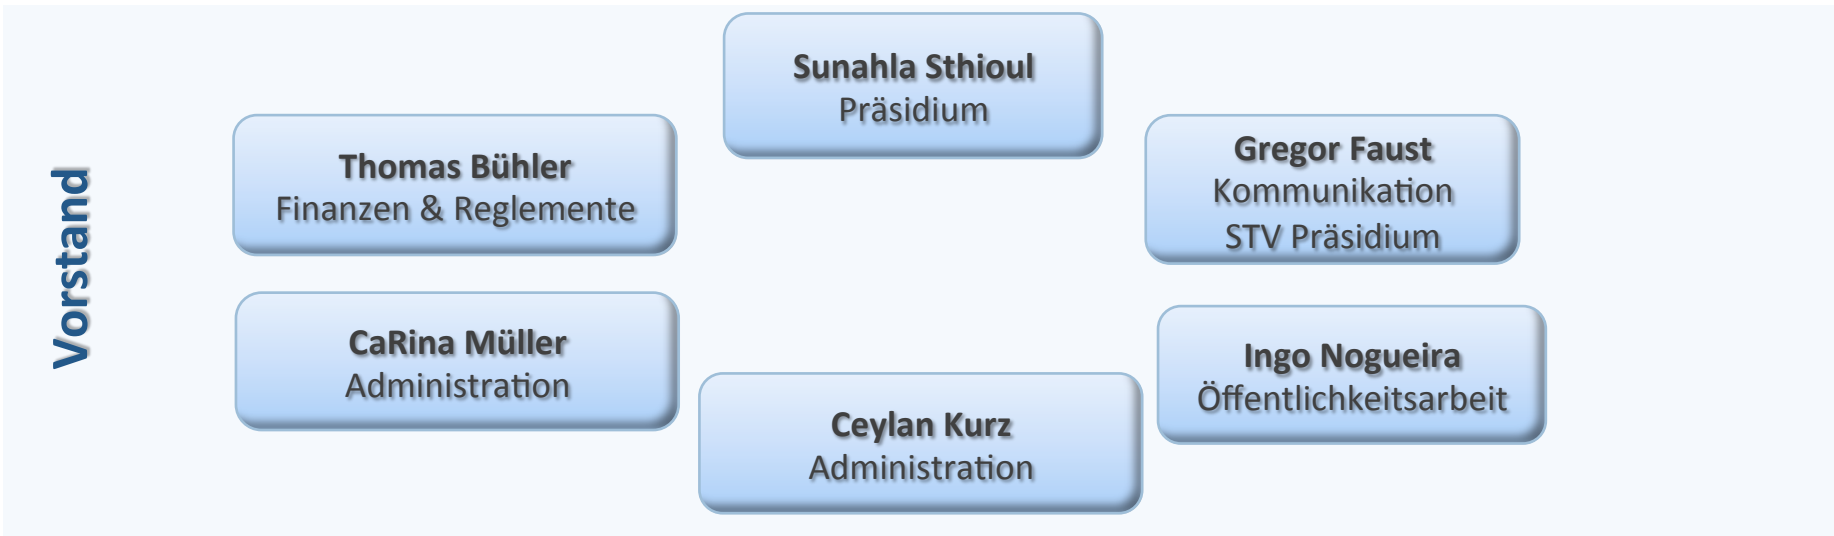 Vorstand
Sunahla Sthioul
Präsidium
Thomas Bühler
Finanzen & Reglemente
Gregor Faust
Kommunikation
STV Präsidium
CaRina Müller
Administration
Ingo Nogueira
Öffentlichkeitsarbeit
Ceylan Kurz
Administration